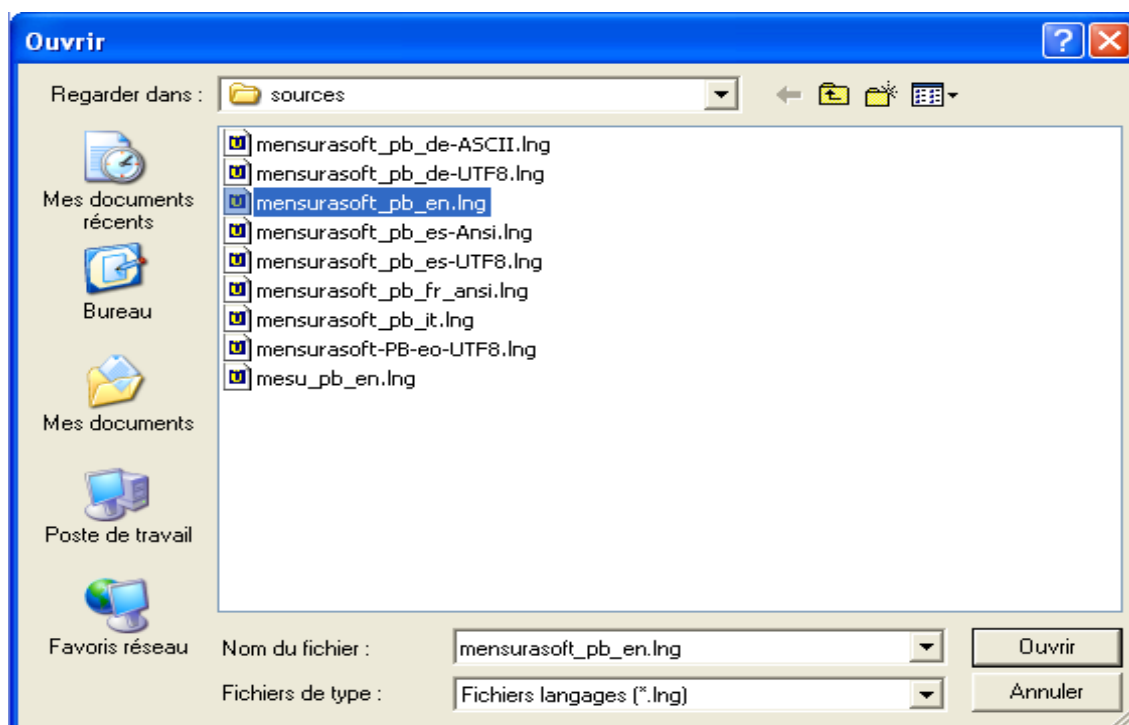 Ouvrir
Regarder dans :
sources
mensurasoft_pb_de-ASCII.lng
mensurasoft_pb_de-UTF8.lng
mensurasoft_pb_en.lng
mensurasoft_pb_es-Ansi.lng
mensurasoft_pb_es-UTF8.lng
mensurasoft_pb_fr_ansi.lng
mensurasoft_pb_it.lng
mensurasoft-PB-eo-UTF8.lng
mesu_pb_en.lng
Mes documents
récents
Bureau
Mes documents
Poste de travail
Favoris réseau
Nom du fichier :
mensurasoft_pb_en.lng
Ouvrir
Fichiers de type :
Fichiers langages (*.lng)
Annuler